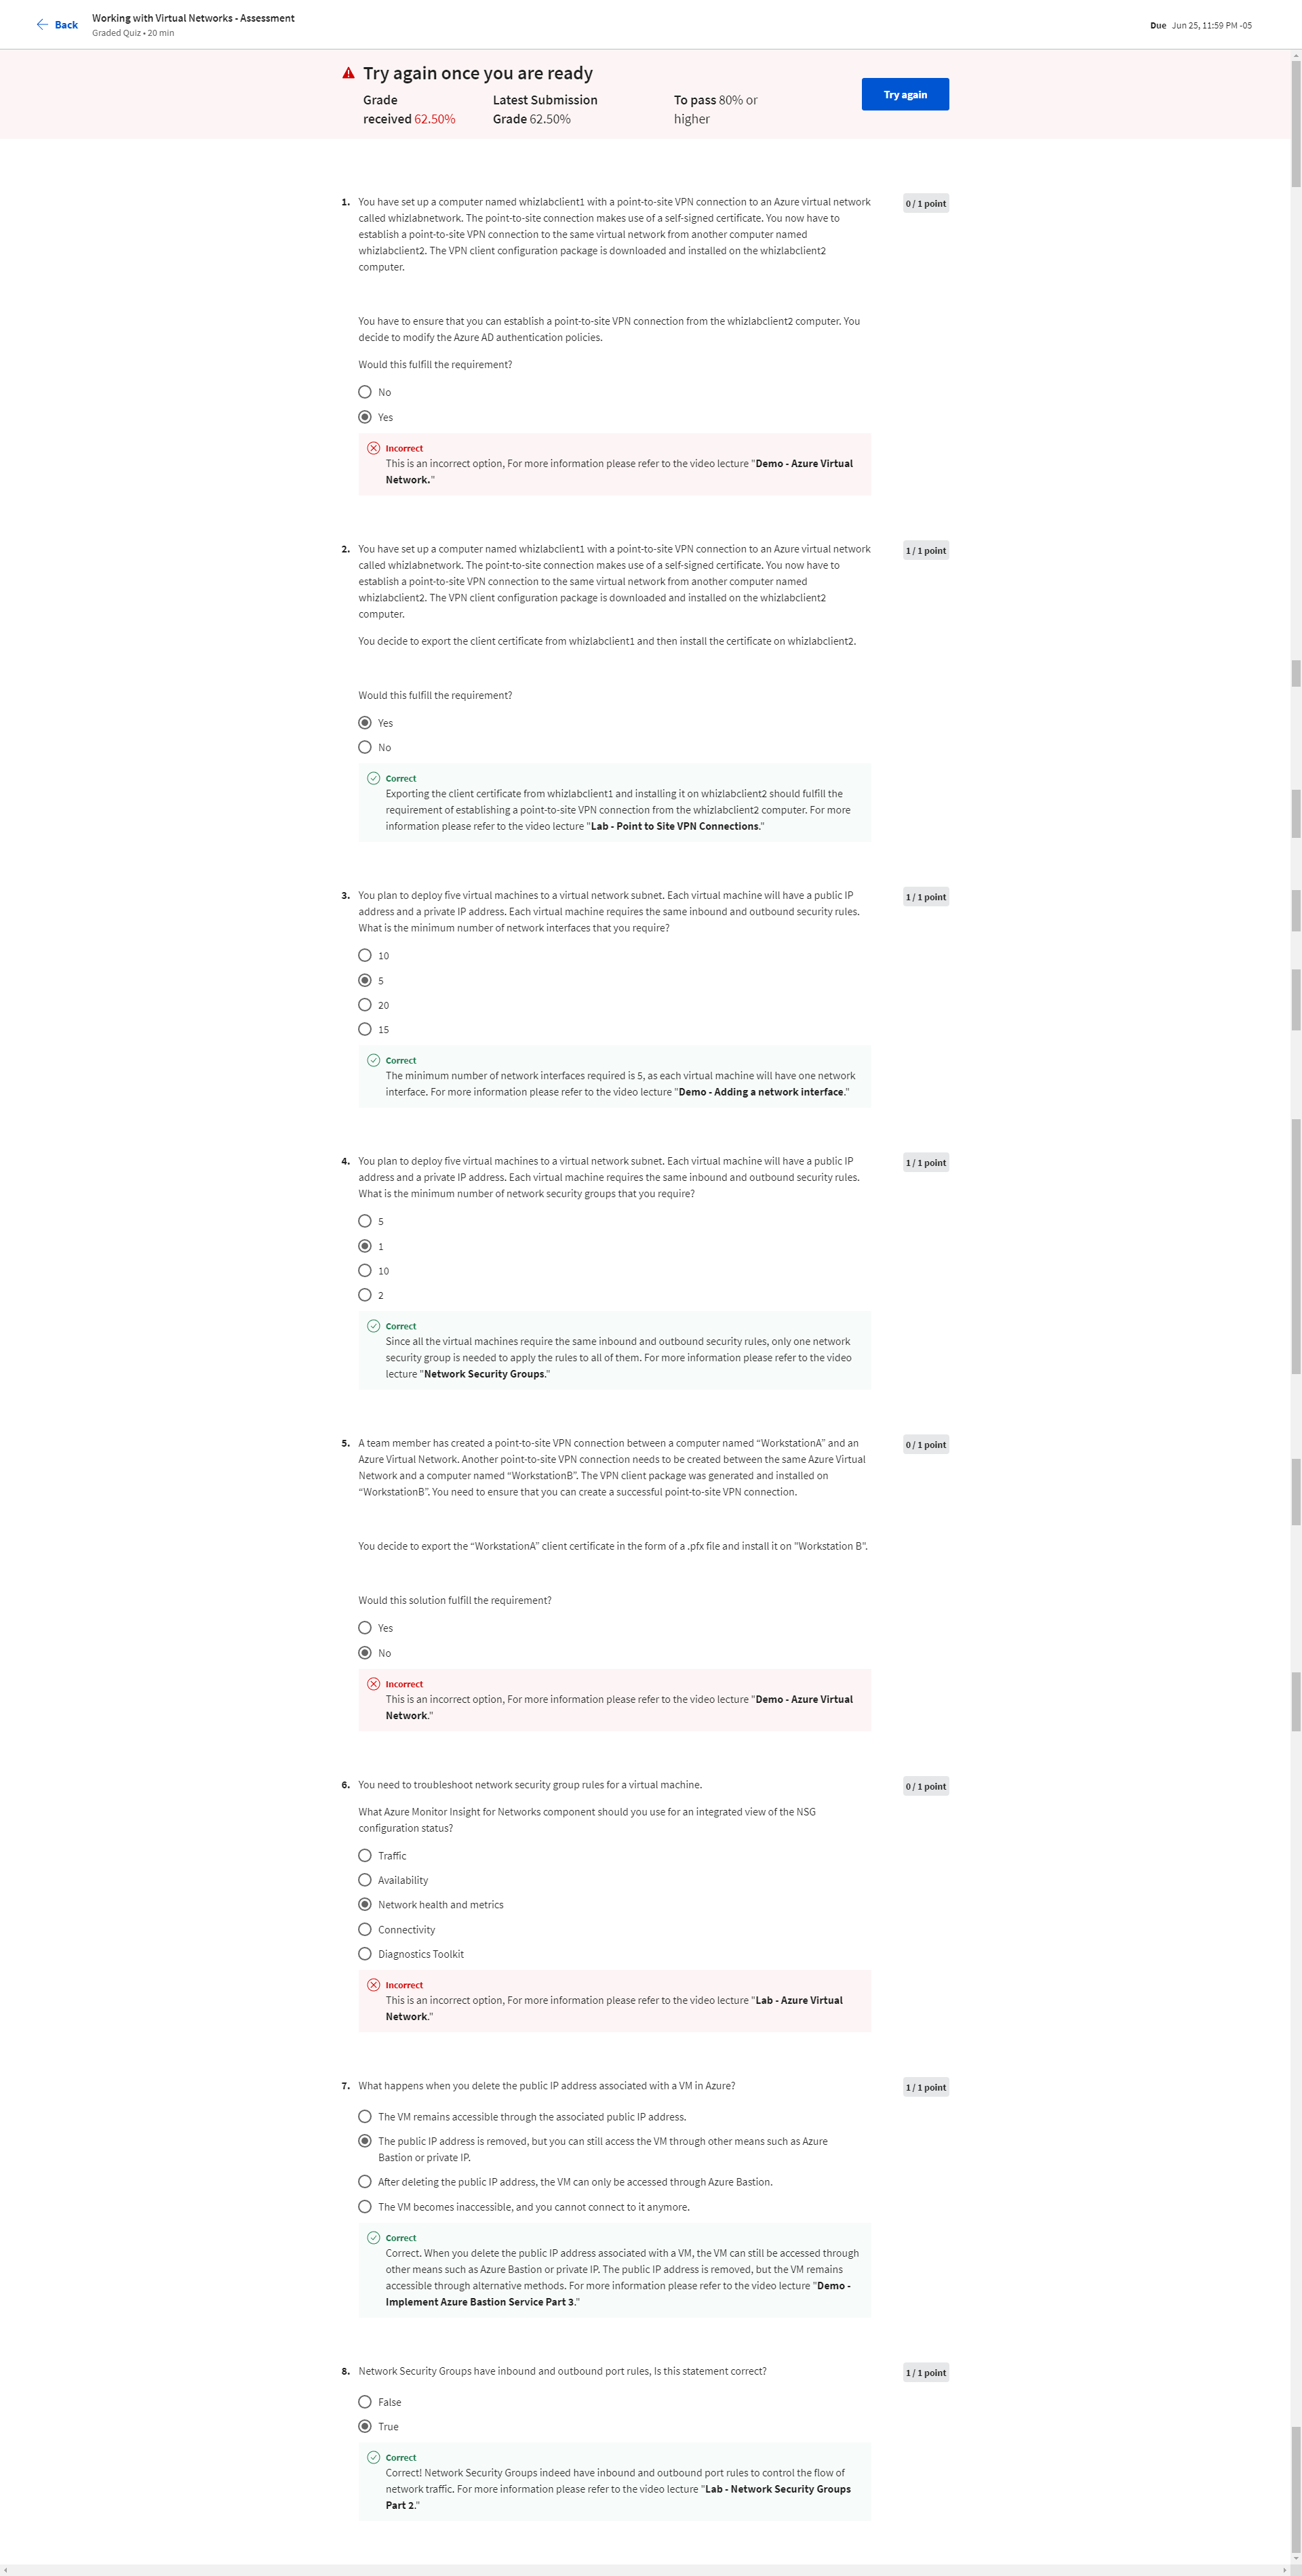 Back
Working with Virtual Networks - Assessment
Graded Quiz • 20 min
Due Jun 25, 11:59 PM -05
Try again once you are ready
Grade
received 62.50%
Latest Submission
Grade 62.50%
To pass 80% or
higher
Try again
1. You have set up a computer named whizlabclient1 with a point-to-site VPN connection to an Azure virtual network
called whizlabnetwork. The point-to-site connection makes use of a self-signed certificate. You now have to
establish a point-to-site VPN connection to the same virtual network from another computer named
whizlabclient2. The VPN client configuration package is downloaded and installed on the whizlabclient2
computer.
0 / 1 point
You have to ensure that you can establish a point-to-site VPN connection from the whizlabclient2 computer. You
decide to modify the Azure AD authentication policies.
Would this fulfill the requirement?
No
Yes
Incorrect
This is an incorrect option, For more information please refer to the video lecture "Demo - Azure Virtual
Network."
2. You have set up a computer named whizlabclient1 with a point-to-site VPN connection to an Azure virtual network
called whizlabnetwork. The point-to-site connection makes use of a self-signed certificate. You now have to
establish a point-to-site VPN connection to the same virtual network from another computer named
whizlabclient2. The VPN client configuration package is downloaded and installed on the whizlabclient2
computer.
1 / 1 point
You decide to export the client certificate from whizlabclient1 and then install the certificate on whizlabclient2.
Would this fulfill the requirement?
Yes
No
Correct
Exporting the client certificate from whizlabclient1 and installing it on whizlabclient2 should fulfill the
requirement of establishing a point-to-site VPN connection from the whizlabclient2 computer. For more
information please refer to the video lecture "Lab - Point to Site VPN Connections."
3. You plan to deploy five virtual machines to a virtual network subnet. Each virtual machine will have a public IP
address and a private IP address. Each virtual machine requires the same inbound and outbound security rules.
What is the minimum number of network interfaces that you require?
1 / 1 point
10
5
20
15
Correct
The minimum number of network interfaces required is 5, as each virtual machine will have one network
interface. For more information please refer to the video lecture "Demo - Adding a network interface."
4. You plan to deploy five virtual machines to a virtual network subnet. Each virtual machine will have a public IP
address and a private IP address. Each virtual machine requires the same inbound and outbound security rules.
What is the minimum number of network security groups that you require?
1 / 1 point
5
1
10
2
Correct
Since all the virtual machines require the same inbound and outbound security rules, only one network
security group is needed to apply the rules to all of them. For more information please refer to the video
lecture "Network Security Groups."
5. A team member has created a point-to-site VPN connection between a computer named “WorkstationA” and an
Azure Virtual Network. Another point-to-site VPN connection needs to be created between the same Azure Virtual
Network and a computer named “WorkstationB”. The VPN client package was generated and installed on
“WorkstationB”. You need to ensure that you can create a successful point-to-site VPN connection.
0 / 1 point
You decide to export the “WorkstationA” client certificate in the form of a .pfx file and install it on "Workstation B".
Would this solution fulfill the requirement?
Yes
No
Incorrect
This is an incorrect option, For more information please refer to the video lecture "Demo - Azure Virtual
Network."
6. You need to troubleshoot network security group rules for a virtual machine.
0 / 1 point
What Azure Monitor Insight for Networks component should you use for an integrated view of the NSG
configuration status?
Traffic
Availability
Network health and metrics
Connectivity
Diagnostics Toolkit
Incorrect
This is an incorrect option, For more information please refer to the video lecture "Lab - Azure Virtual
Network."
7. What happens when you delete the public IP address associated with a VM in Azure?
1 / 1 point
The VM remains accessible through the associated public IP address.
The public IP address is removed, but you can still access the VM through other means such as Azure
Bastion or private IP.
After deleting the public IP address, the VM can only be accessed through Azure Bastion.
The VM becomes inaccessible, and you cannot connect to it anymore.
Correct
Correct. When you delete the public IP address associated with a VM, the VM can still be accessed through
other means such as Azure Bastion or private IP. The public IP address is removed, but the VM remains
accessible through alternative methods. For more information please refer to the video lecture "Demo -
Implement Azure Bastion Service Part 3."
8. Network Security Groups have inbound and outbound port rules, Is this statement correct?
1 / 1 point
False
True
Correct
Correct! Network Security Groups indeed have inbound and outbound port rules to control the flow of
network traffic. For more information please refer to the video lecture "Lab - Network Security Groups
Part 2."